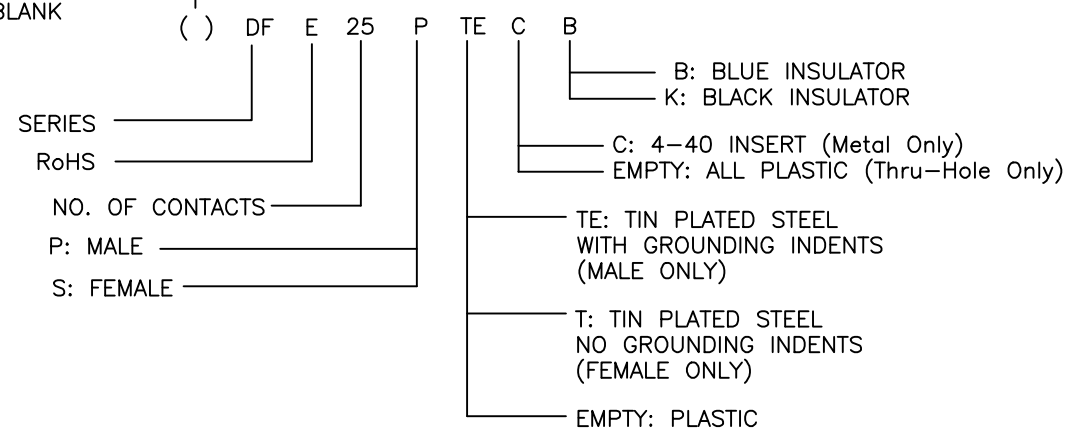 BLANK
( ) DF E 25 P TE C B
B: BLUE INSULATOR
K: BLACK INSULATOR
SERIES
C: 4-40 INSERT (Metal Only)
RoHS
EMPTY: ALL PLASTIC (Thru-Hole Only)
NO. OF CONTACTS
TE: TIN PLATED STEEL
WITH GROUNDING INDENTS
(MALE ONLY)
P: MALE
S: FEMALE
T: TIN PLATED STEEL
NO GROUNDING INDENTS
(FEMALE ONLY)
EMPTY: PLASTIC